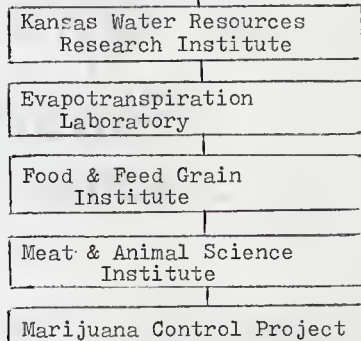 Kansas Water Resources
Research Institute
Evapotranspiration
Laboratory
Food & Feed Grain
Institute
Meat & Animal Science
Institute
Marijuana Control Project